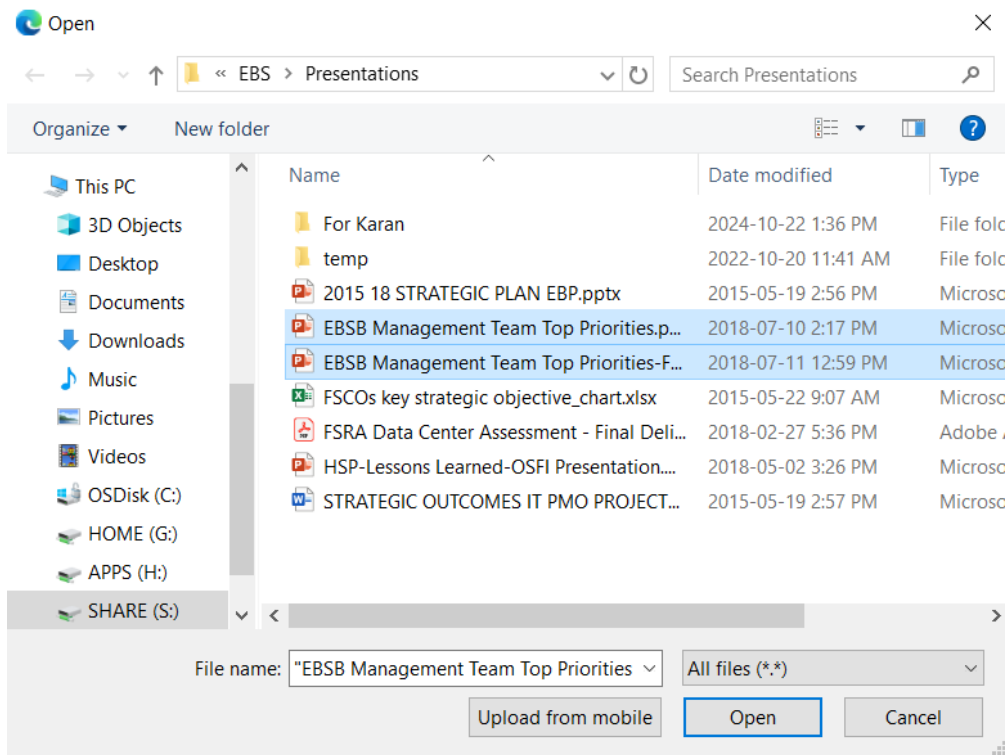 Open
« EBS > Presentations
Search Presentations
Organize
New folder
Name
Date modified
Type
This PC
3D Objects
Desktop
Documents
Downloads
Music
Pictures
Videos
OSDisk (C:)
HOME (G:)
APPS (H:)
SHARE (S:)
For Karan 2024-10-22 1:36 PM File folc
temp 2022-10-20 11:41 AM File folc
2015 18 STRATEGIC PLAN EBP.pptx 2015-05-19 2:56 PM Microso
EBSB Management Team Top Priorities.p... 2018-07-10 2:17 PM Microso
EBSB Management Team Top Priorities-F... 2018-07-11 12:59 PM Microso
FSCOs key strategic objective_chart.xlsx 2015-05-22 9:07 AM Microso
FSRA Data Center Assessment - Final Deli... 2018-02-27 5:36 PM Adobe
HSP-Lessons Learned-OSFI Presentation.... 2018-05-02 3:26 PM Microso
STRATEGIC OUTCOMES IT PMO PROJECT... 2015-05-19 2:57 PM Microso
File name: "EBSB Management Team Top Priorities
All files (*.*)
Upload from mobile
Open
Cancel